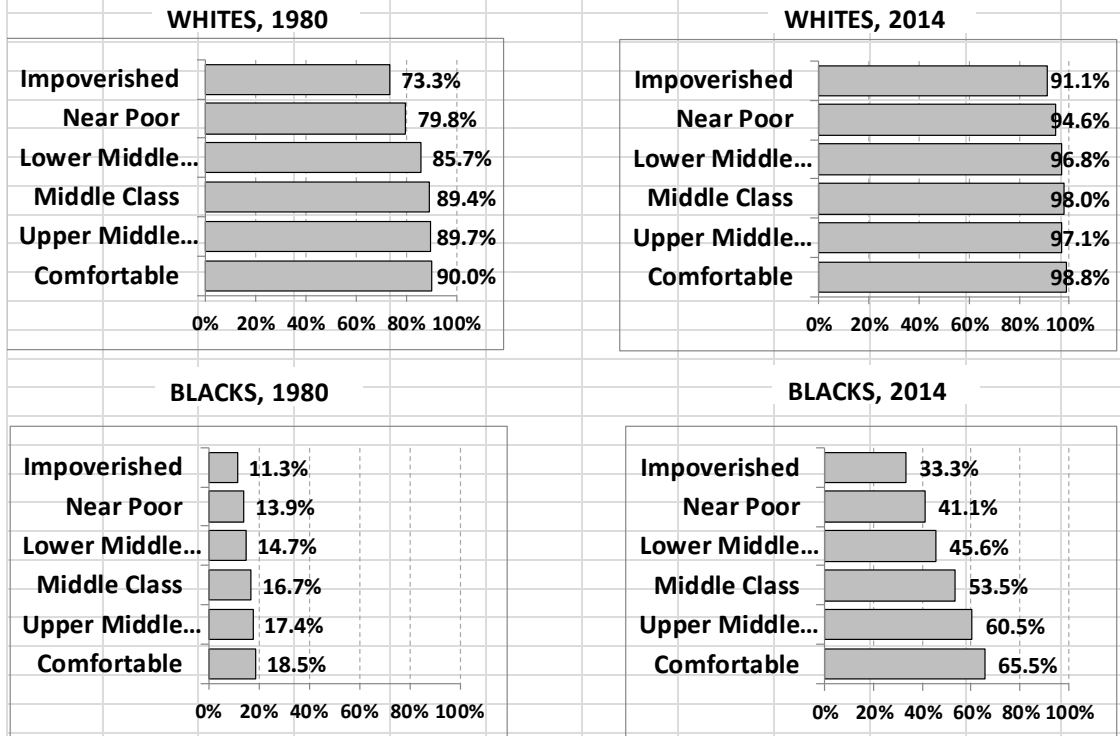 WHITES, 1980
Impoverished 73.3%
Near Poor 79.8%
Lower Middle... 85.7%
Middle Class 89.4%
Upper Middle... 89.7%
Comfortable 90.0%
0% 20% 40% 60% 80% 100%
WHITES, 2014
Impoverished 91.1%
Near Poor 94.6%
Lower Middle... 96.8%
Middle Class 98.0%
Upper Middle... 97.1%
Comfortable 98.8%
0% 20% 40% 60% 80% 100%
BLACKS, 1980
Impoverished 11.3%
Near Poor 13.9%
Lower Middle... 14.7%
Middle Class 16.7%
Upper Middle... 17.4%
Comfortable 18.5%
0% 20% 40% 60% 80% 100%
BLACKS, 2014
Impoverished 33.3%
Near Poor 41.1%
Lower Middle... 45.6%
Middle Class 53.5%
Upper Middle... 60.5%
Comfortable 65.5%
0% 20% 40% 60% 80% 100%